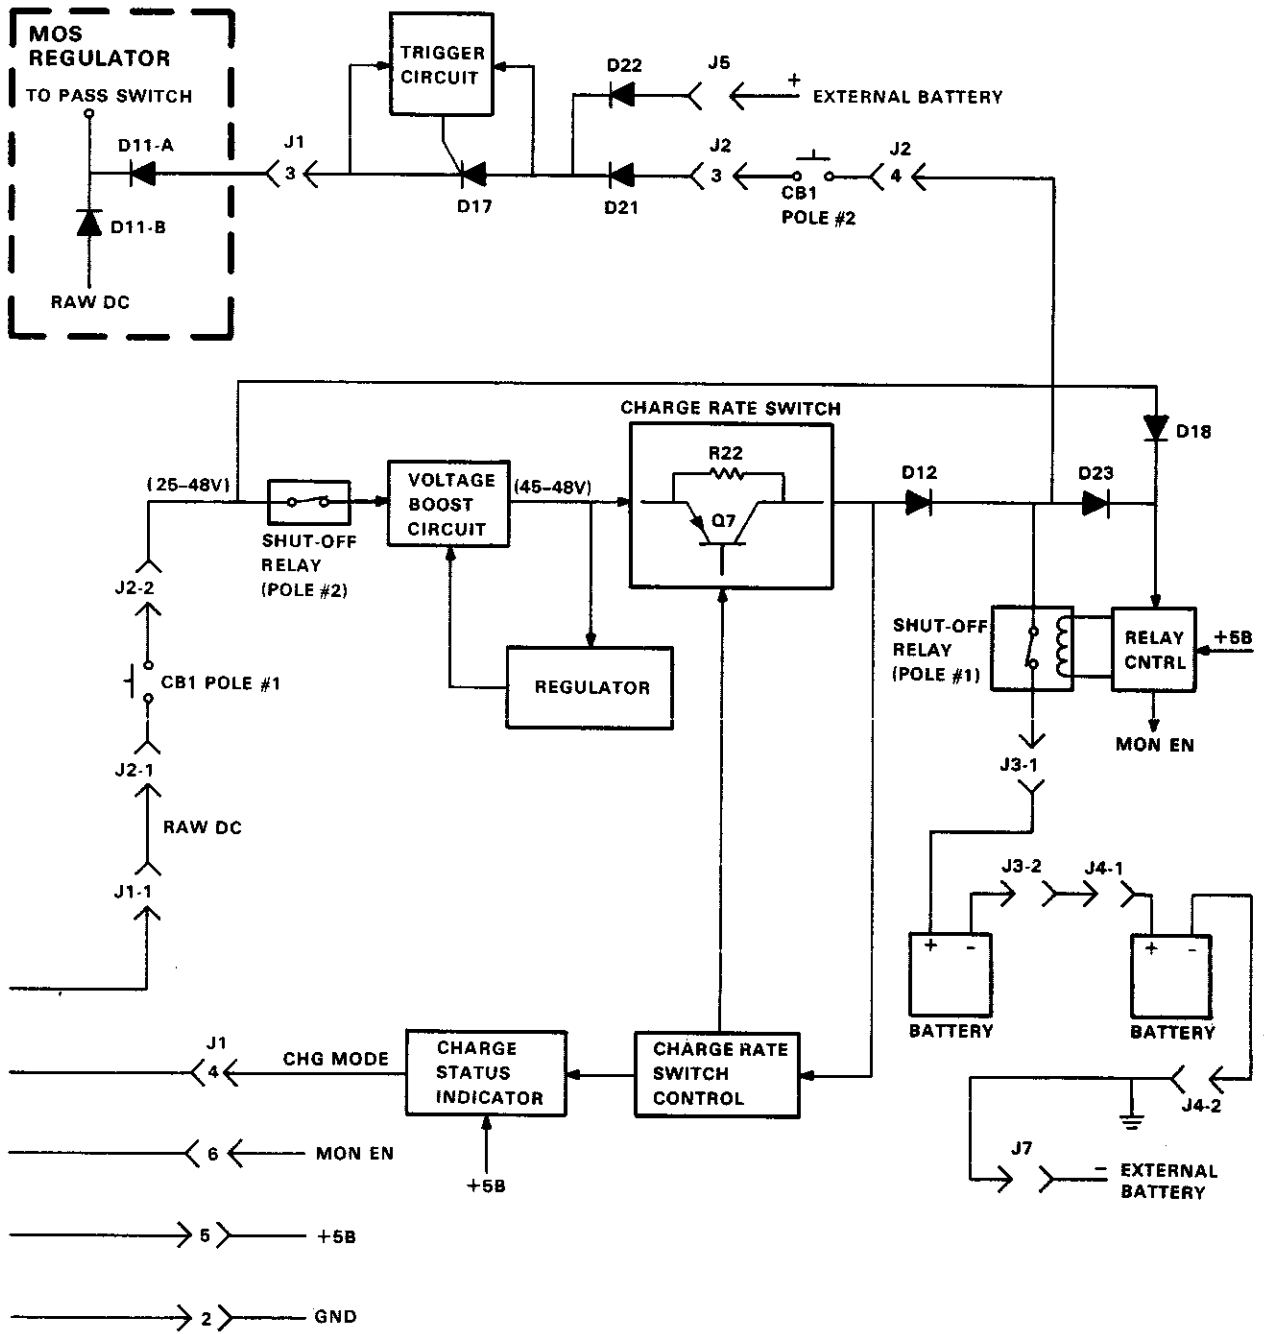 MOS
REGULATOR
TO PASS SWITCH
D11-A
D11-B
RAW DC
J1
3
TRIGGER
CIRCUIT
D17
D22
J5
+
EXTERNAL BATTERY
D21
J2
3
CB1
POLE #2
J2
4
CHARGE RATE SWITCH
R22
Q7
D18
(25-48V)
VOLTAGE
BOOST
CIRCUIT
(45-48V)
D12
D23
SHUT-OFF
RELAY
(POLE #2)
J2-2
CB1 POLE #1
J2-1
RAW DC
J1-1
REGULATOR
SHUT-OFF
RELAY
(POLE #1)
RELAY
CNTRL
+5B
MON EN
J3-1
J3-2
J4-1
+ -
BATTERY
+ -
BATTERY
J1
4
CHG MODE
CHARGE
STATUS
INDICATOR
CHARGE RATE
SWITCH
CONTROL
+5B
J4-2
J7
- EXTERNAL
BATTERY
6
MON EN
5
+5B
2
GND